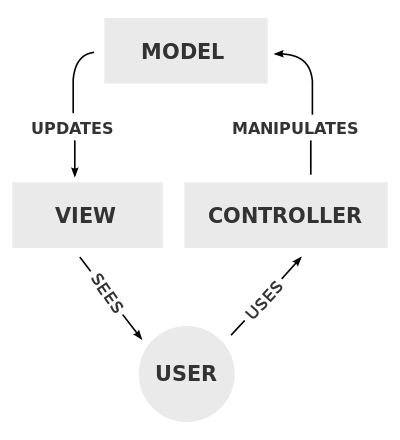 MODEL
UPDATES
MANIPULATES
VIEW
CONTROLLER
SEES
USES
USER